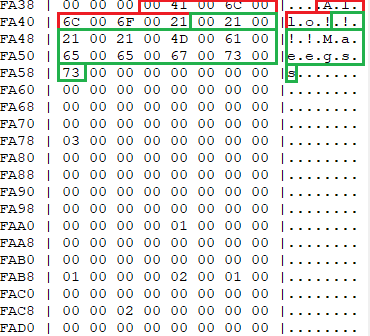 FA38 | 00 00 00 00 41 00 6C 00 |....A.l.
FA40 | 6C 00 6F 00 21 00 21 00 |l.o.!.!.
FA48 | 21 00 21 00 4D 00 61 00 |!.!.M.a.
FA50 | 65 00 65 00 67 00 73 00 |e.e.g.s.
FA58 | 73 00 00 00 00 00 00 00 |s.......
FA60 | 00 00 00 00 00 00 00 00 |........
FA68 | 00 00 00 00 00 00 00 00 |........
FA70 | 00 00 00 00 00 00 00 00 |........
FA78 | 03 00 00 00 00 00 00 00 |........
FA80 | 00 00 00 00 00 00 00 00 |........
FA88 | 00 00 00 00 00 00 00 00 |........
FA90 | 00 00 00 00 00 00 00 00 |........
FA98 | 00 00 00 00 00 00 00 00 |........
FAA0 | 00 00 00 00 01 00 00 00 |........
FAA8 | 00 00 00 00 00 00 00 00 |........
FAB0 | 00 00 00 00 00 00 00 00 |........
FAB8 | 01 00 00 00 02 00 01 00 |........
FAC0 | 00 00 00 00 00 00 00 00 |........
FAC8 | 00 00 02 00 00 00 00 00 |........
FAD0 | 00 00 00 00 00 00 00 00 |........